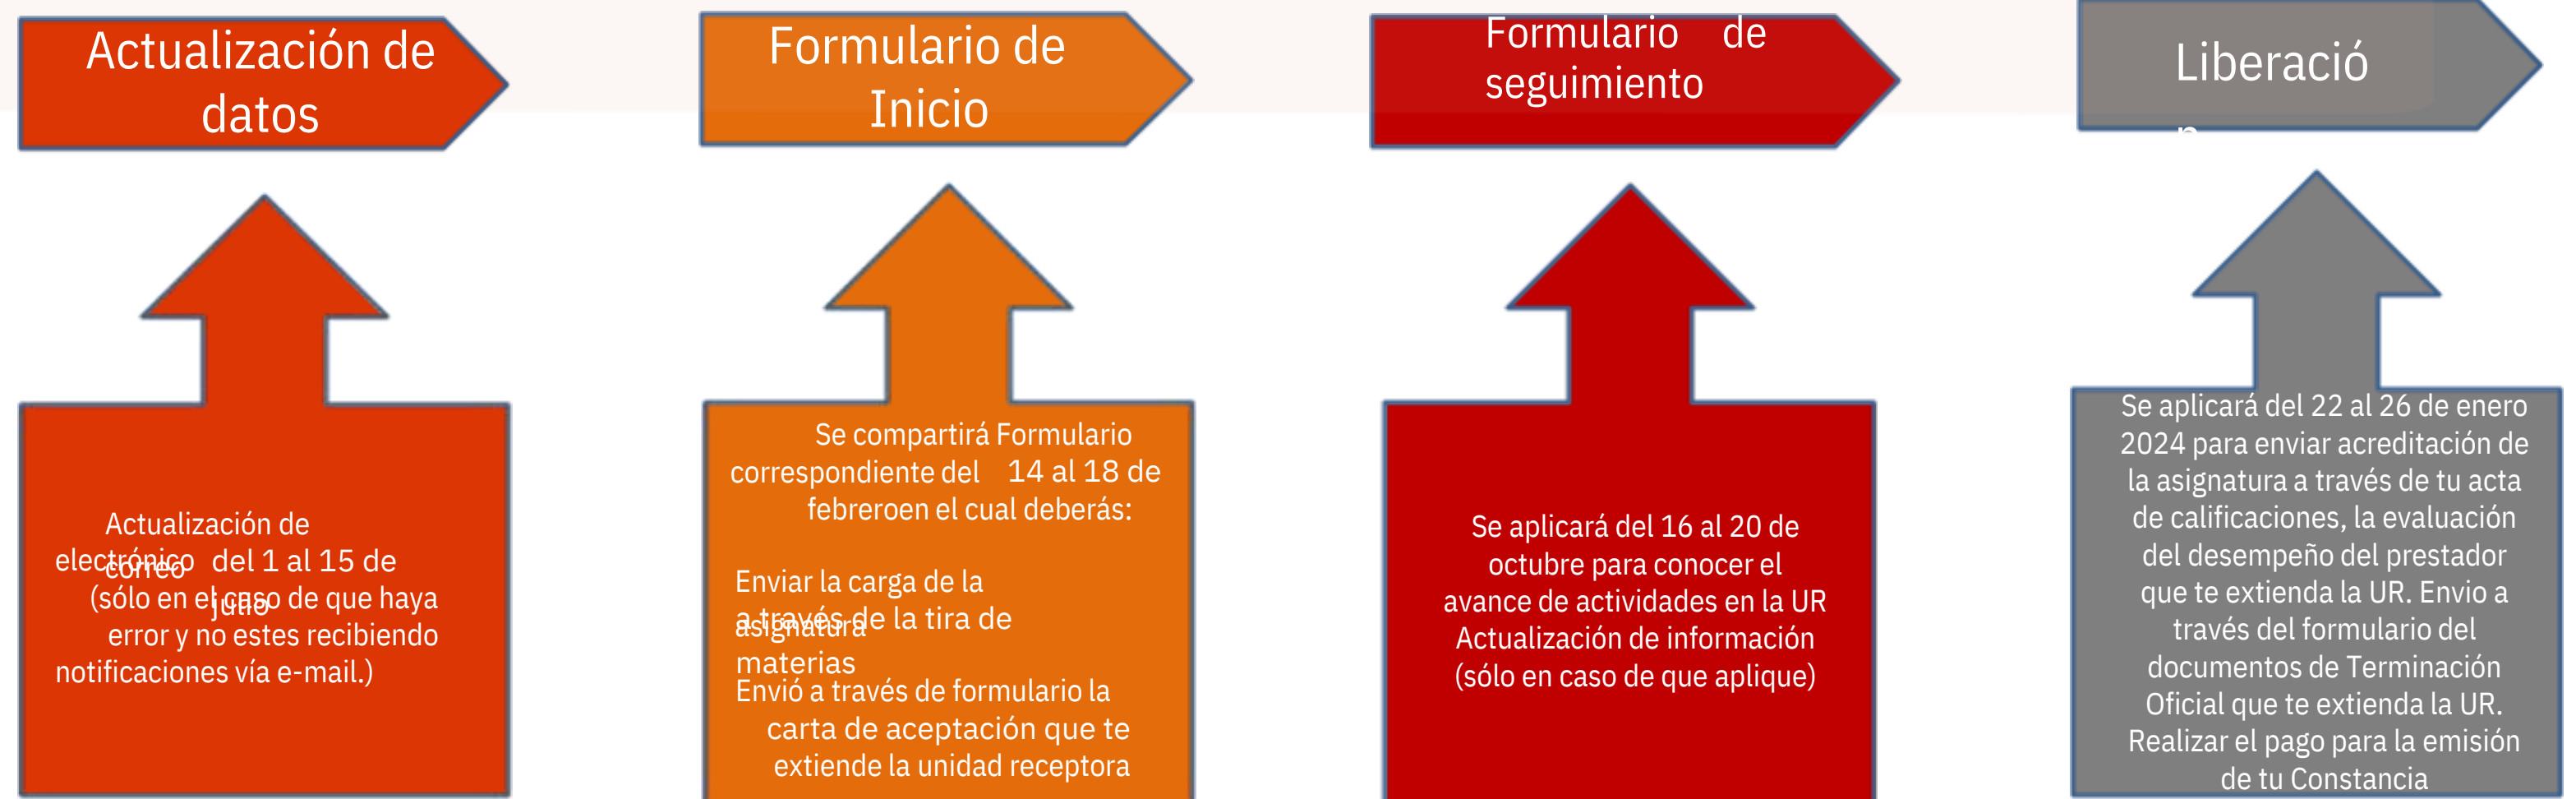 Actualización de
datos
Formulario de
Inicio
Formulario de
seguimiento
Liberació
n
Actualización de
correo
electrónico del 1 al 15 de
julio
(sólo en el caso de que haya
error y no estes recibiendo
notificaciones vía e-mail.)
Se compartirá Formulario
correspondiente del 14 al 18 de
febreroen el cual deberás:
Enviar la carga de la
asignatura
a través de la tira de
materias
Envió a través de formulario la
carta de aceptación que te
extiende la unidad receptora
Se aplicará del 16 al 20 de
octubre para conocer el
avance de actividades en la UR
Actualización de información
(sólo en caso de que aplique)
Se aplicará del 22 al 26 de enero
2024 para enviar acreditación de
la asignatura a través de tu acta
de calificaciones, la evaluación
del desempeño del prestador
que te extienda la UR. Envio a
través del formulario del
documentos de Terminación
Oficial que te extienda la UR.
Realizar el pago para la emisión
de tu Constancia